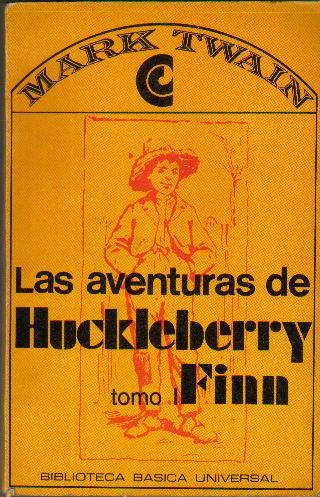 MARK TWAIN
Las aventuras de
Huckleberry
tomo I Finn
BIBLIOTECA BASICA UNIVERSAL